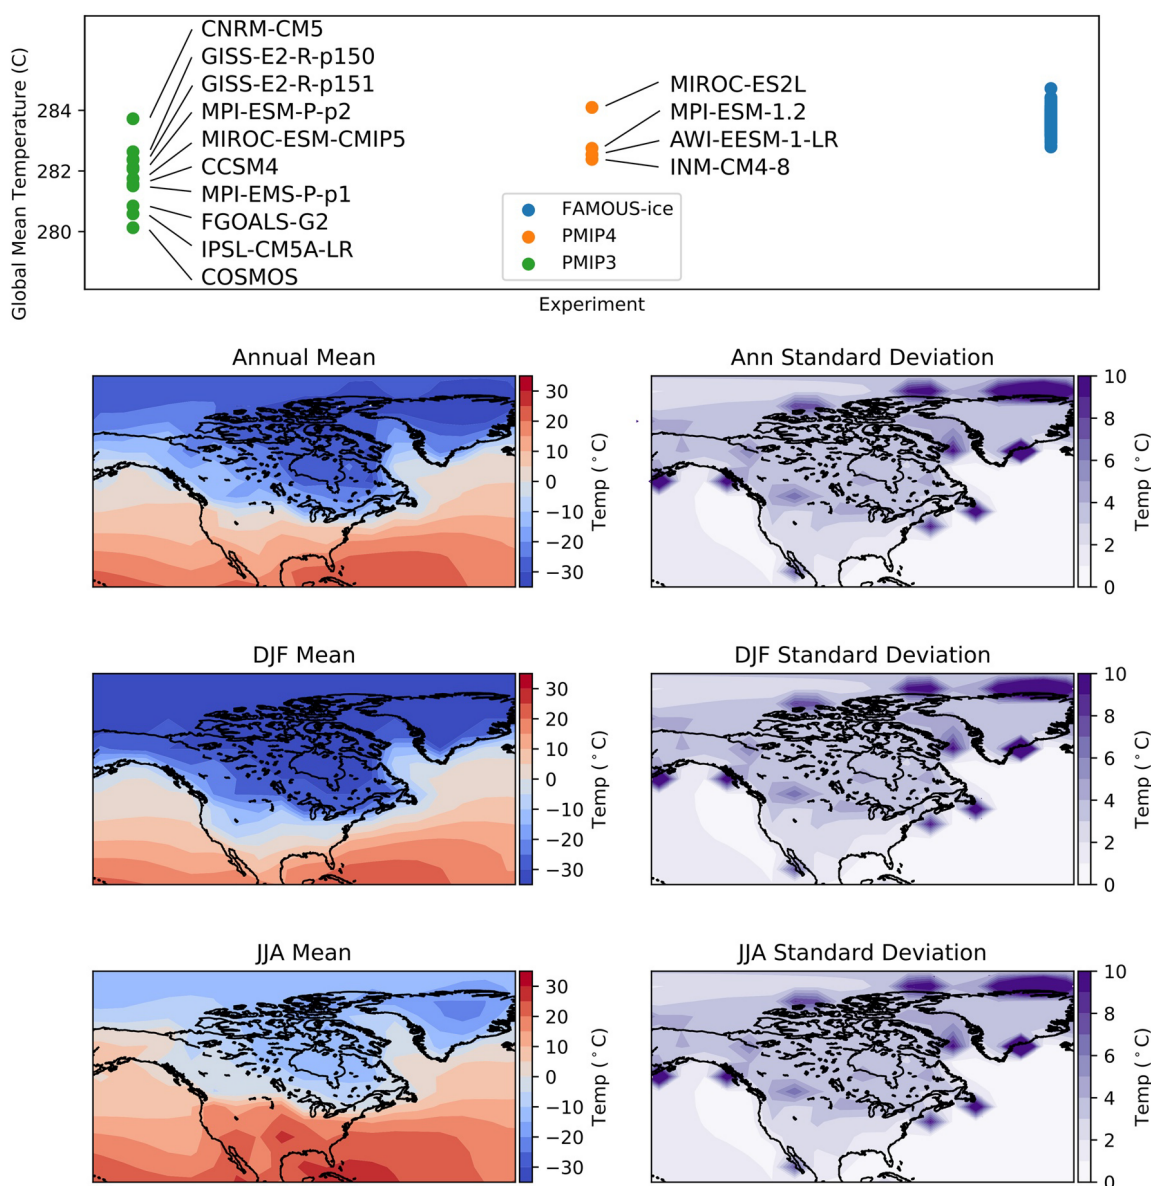 Global Mean Temperature (C)
284
282
280
CNRM-CM5
GISS-E2-R-p150
GISS-E2-R-p151
MPI-ESM-P-p2
MIROC-ESM-CMIP5
CCSM4
MPI-EMS-P-p1
FGOALS-G2
IPSL-CM5A-LR
COSMOS
MIROC-ES2L
MPI-ESM-1.2
AWI-EESM-1-LR
INM-CM4-8
FAMOUS-ice
PMIP4
PMIP3
Experiment
Annual Mean
30
20
10
0
−10
−20
−30
Temp (°C)
Ann Standard Deviation
10
8
6
4
2
0
Temp (°C)
DJF Mean
30
20
10
0
−10
−20
−30
Temp (°C)
DJF Standard Deviation
10
8
6
4
2
0
Temp (°C)
JJA Mean
30
20
10
0
−10
−20
−30
Temp (°C)
JJA Standard Deviation
10
8
6
4
2
0
Temp (°C)